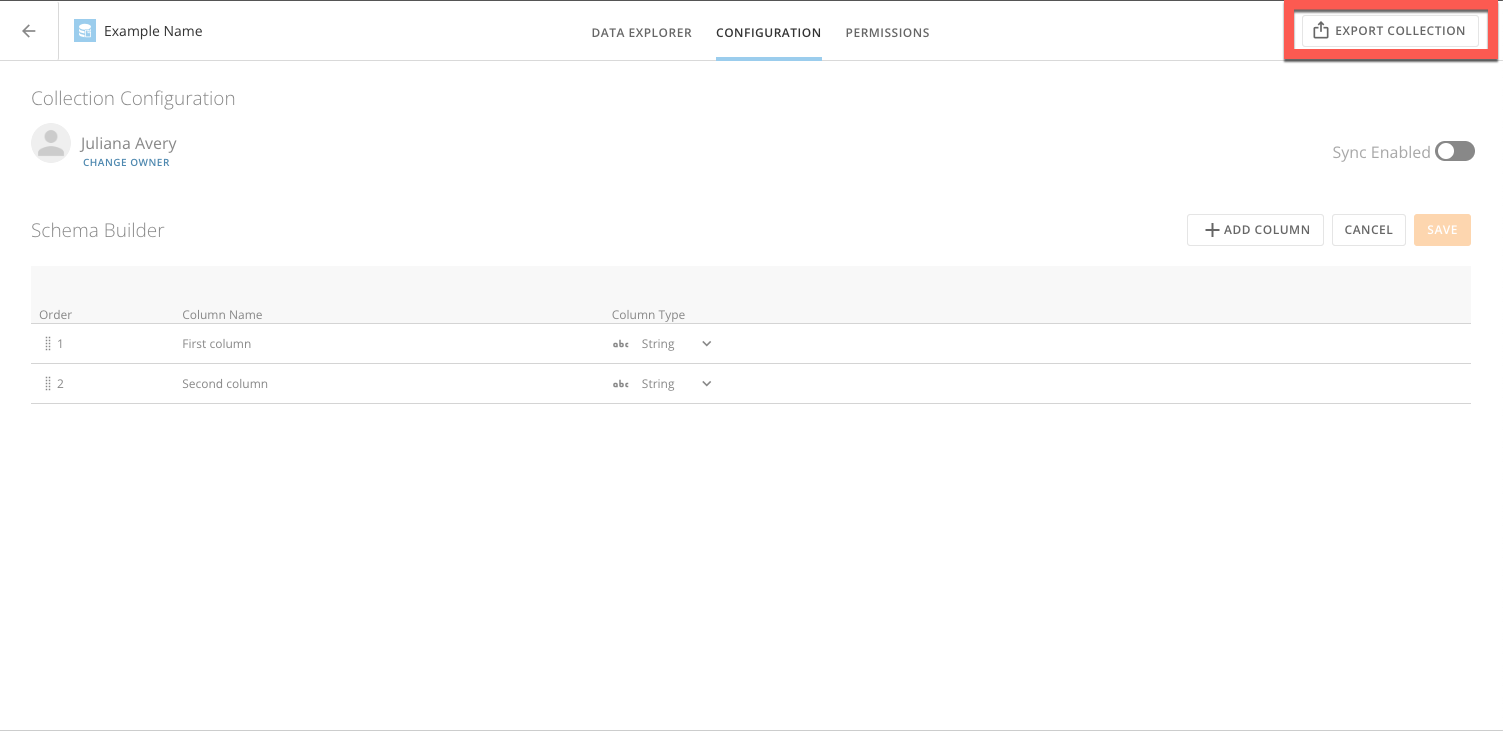 Example Name
DATA EXPLORER CONFIGURATION PERMISSIONS
EXPORT COLLECTION
Collection Configuration
Juliana Avery
CHANGE OWNER
Sync Enabled
Schema Builder
ADD COLUMN CANCEL SAVE
Order Column Name Column Type
1 First column abc String
2 Second column abc String